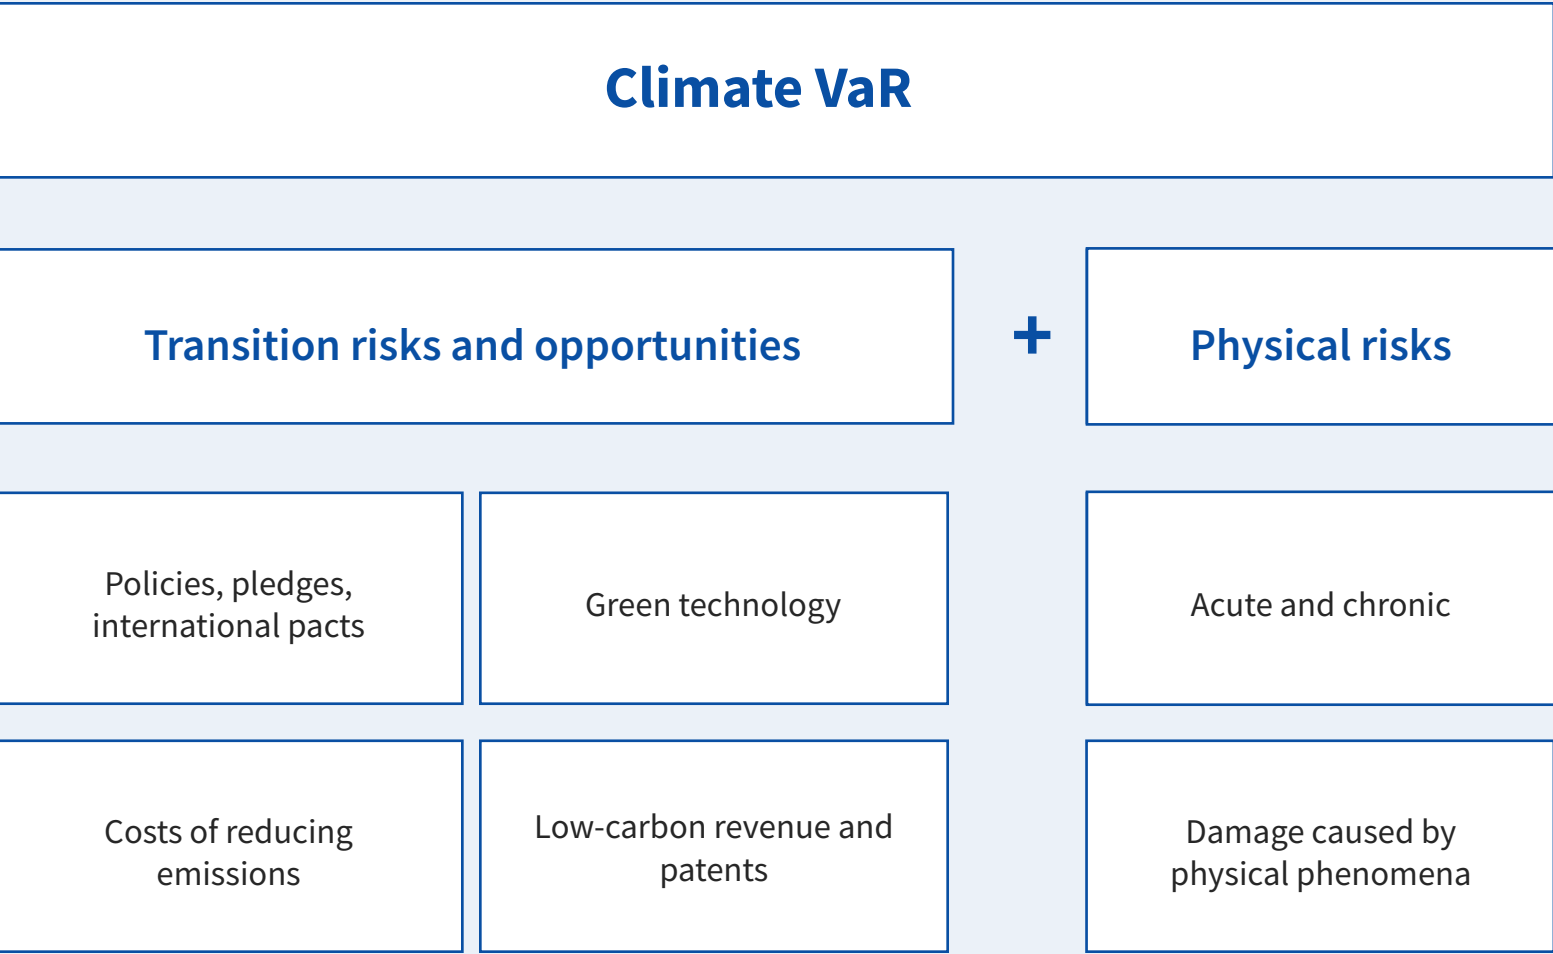 Climate VaR
Transition risks and opportunities
+
Physical risks
Policies, pledges,
international pacts
Green technology
Acute and chronic
Costs of reducing
emissions
Low-carbon revenue and
patents
Damage caused by
physical phenomena